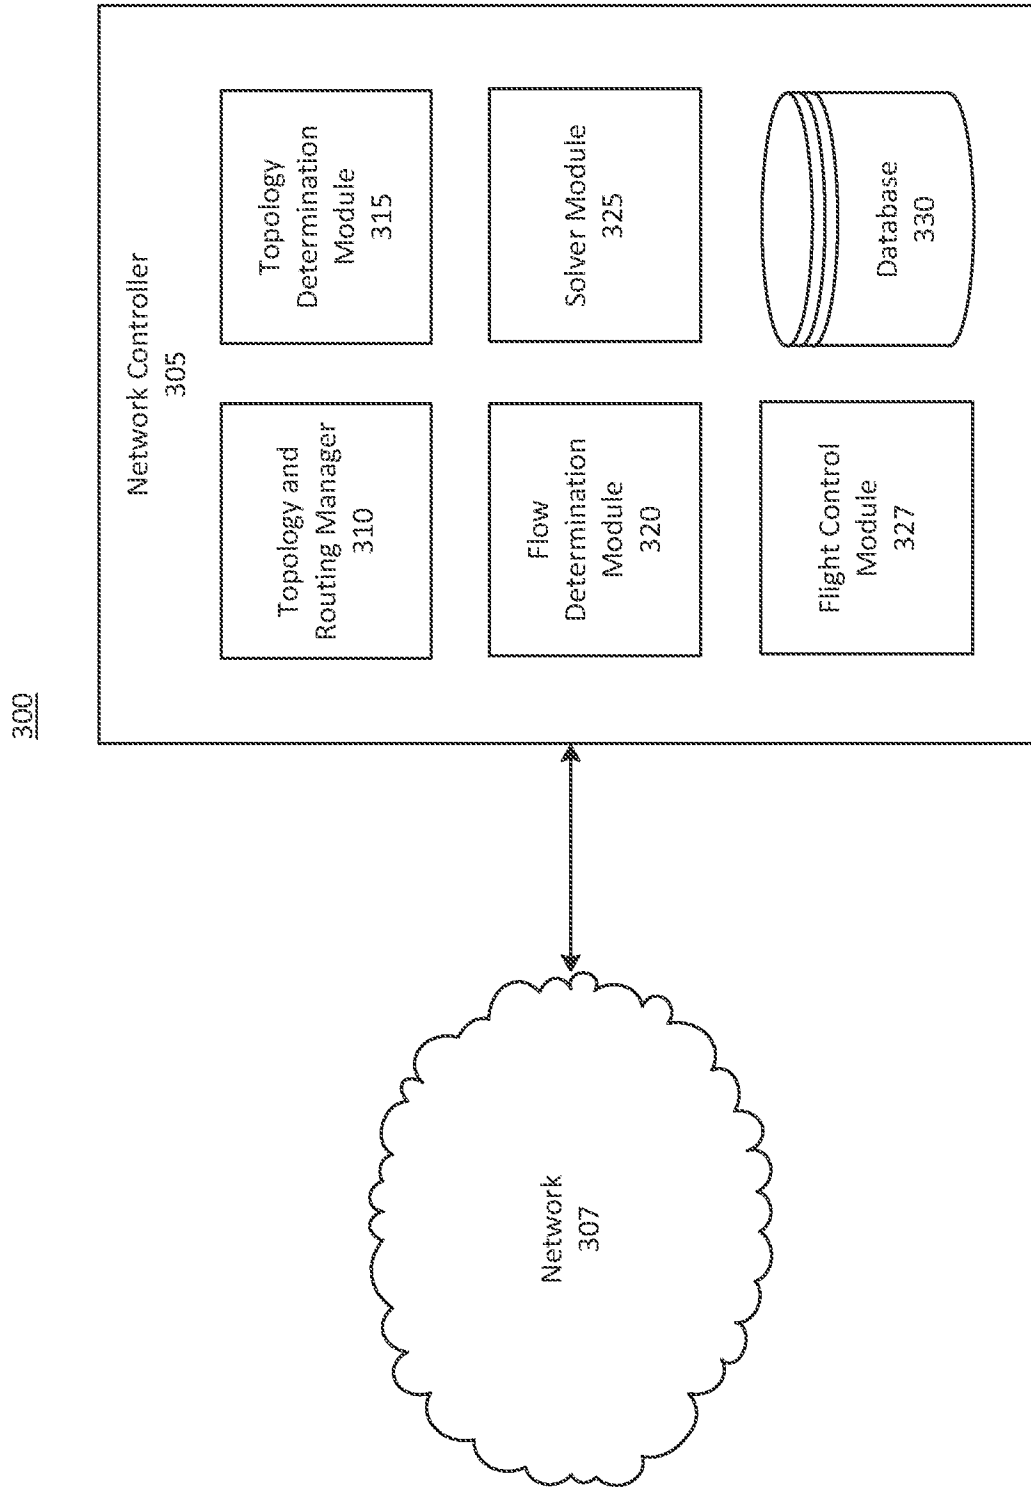 300
Network Controller
305
Topology and
Routing Manager
310
Topology
Determination
Module
315
Flow
Determination
Module
320
Solver Module
325
Flight Control
Module
327
Database
330
Network
307